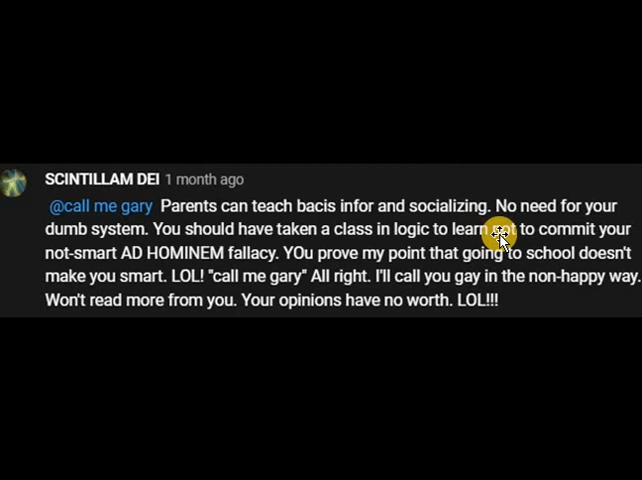 SCINTILLAM DEI 1 month ago
@call me gary Parents can teach bacis infor and socializing. No need for your
dumb system. You should have taken a class in logic to learn not to commit your
not-smart AD HOMINEM fallacy. YOu prove my point that going to school doesn't
make you smart. LOL! "call me gary" All right. I'll call you gay in the non-happy way.
Won't read more from you. Your opinions have no worth. LOL!!!